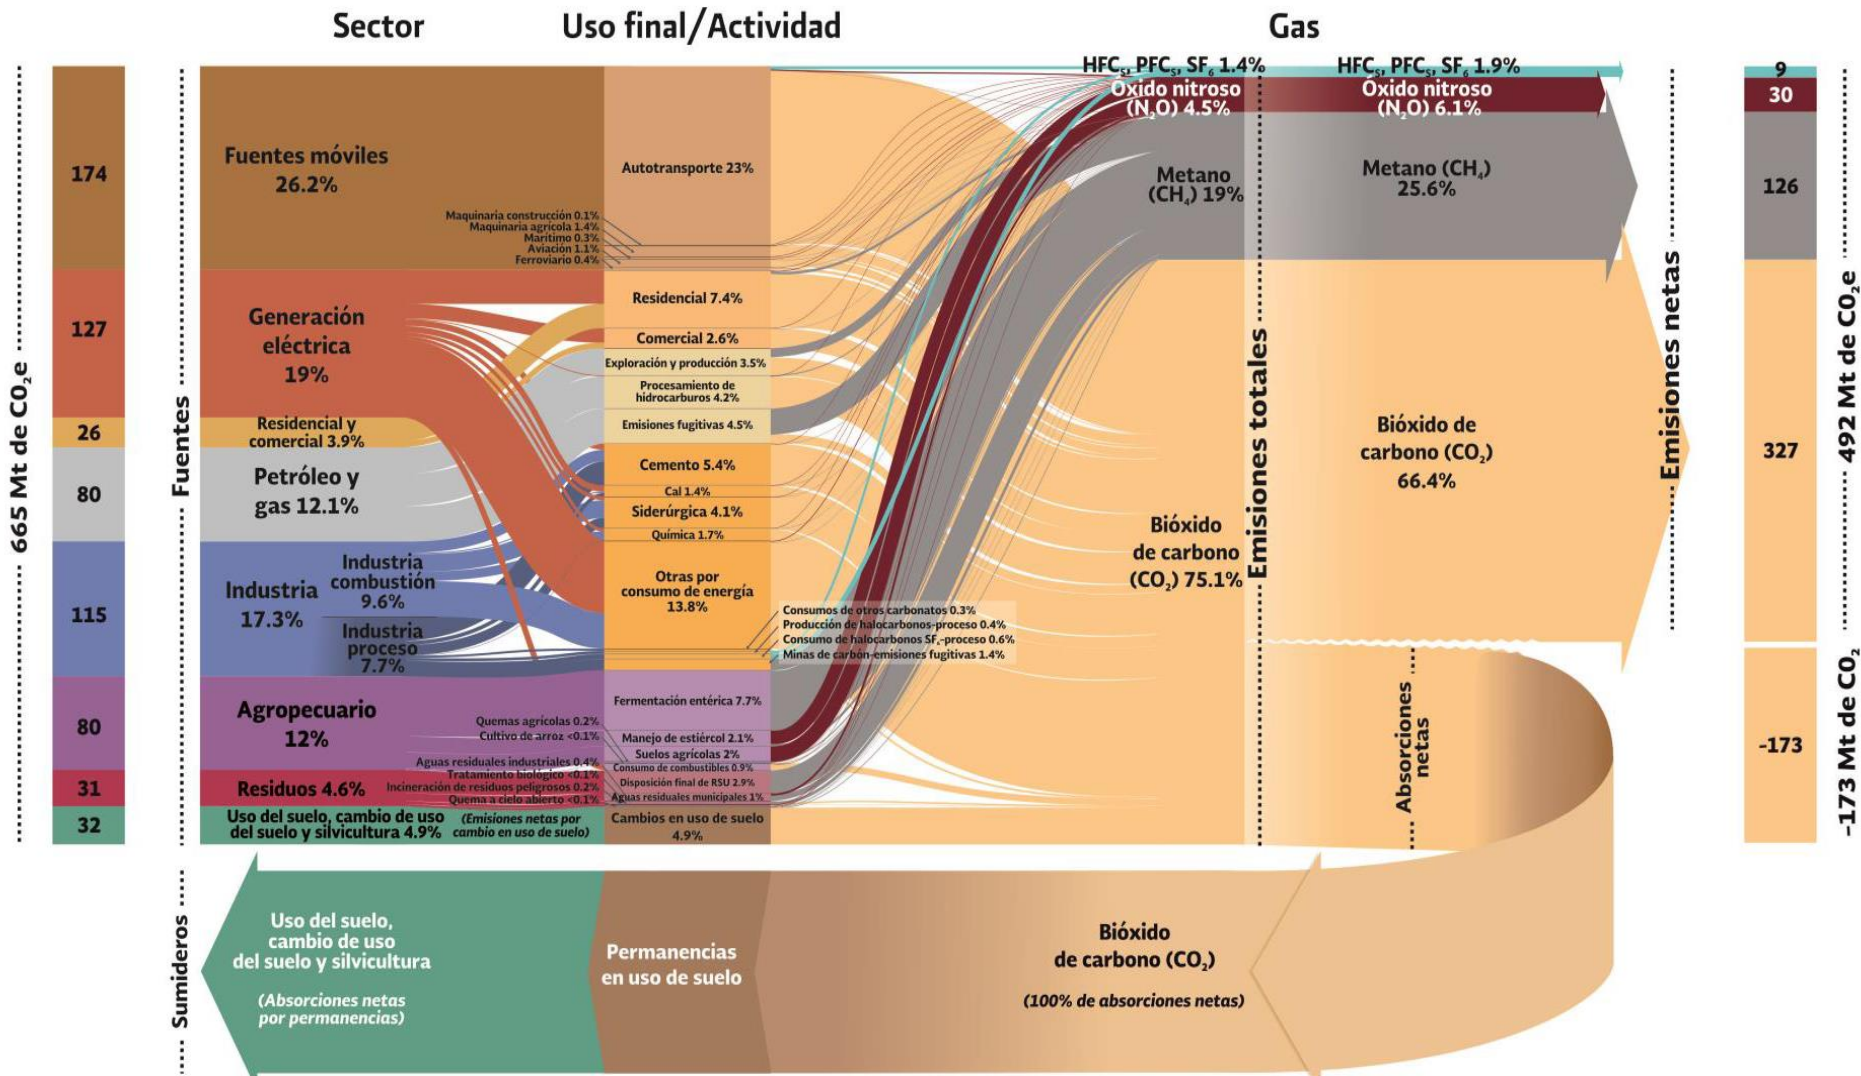 Sector
Uso final/Actividad
Gas
665 Mt de CO₂e
174
127
26
80
115
80
31
32
Fuentes
Fuentes móviles
26.2%
Generación
eléctrica
19%
Residencial y
comercial 3.9%
Petróleo y
gas 12.1%
Industria
17.3%
Industria
combustión
9.6%
Industria
proceso
7.7%
Agropecuario
12%
Residuos 4.6%
Uso del suelo, cambio de uso
del suelo y silvicultura 4.9%
(Emisiones netas por
cambio en uso de suelo)
Maquinaria construcción 0.1%
Maquinaria agrícola 1.4%
Marítimo 0.3%
Aviación 1.1%
Ferroviario 0.4%
Quemas agrícolas 0.2%
Cultivo de arroz <0.1%
Aguas residuales industriales 0.4%
Tratamiento biológico <0.1%
Incineración de residuos peligrosos 0.2%
Quema a cielo abierto <0.1%
Autotransporte 23%
Residencial 7.4%
Comercial 2.6%
Exploración y producción 3.5%
Procesamiento de
hidrocarburos 4.2%
Emisiones fugitivas 4.5%
Cemento 5.4%
Cal 1.4%
Siderúrgica 4.1%
Química 1.7%
Otras por
consumo de energía
13.8%
Consumos de otros carbonatos 0.3%
Producción de halocarbonos-proceso 0.4%
Consumo de halocarbonos SF₆-proceso 0.6%
Minas de carbón-emisiones fugitivas 1.4%
Fermentación entérica 7.7%
Manejo de estiércol 2.1%
Suelos agrícolas 2%
Consumo de combustibles 0.9%
Disposición final de RSU 2.9%
Aguas residuales municipales 1%
Cambios en uso de suelo
4.9%
HFCₛ, PFCₛ, SF₆ 1.4%
Óxido nitroso
(N₂O) 4.5%
Metano
(CH₄) 19%
Bióxido
de carbono
(CO₂) 75.1%
Emisiones totales
HFCₛ, PFCₛ, SF₆ 1.9%
Óxido nitroso
(N₂O) 6.1%
Metano (CH₄)
25.6%
Bióxido de
carbono (CO₂)
66.4%
Absorciones
netas
Emisiones netas
9
30
126
327
-173
492 Mt de CO₂e
-173 Mt de CO₂
Sumideros
Uso del suelo,
cambio de uso
del suelo y silvicultura
(Absorciones netas
por permanencias)
Permanencias
en uso de suelo
Bióxido
de carbono (CO₂)
(100% de absorciones netas)